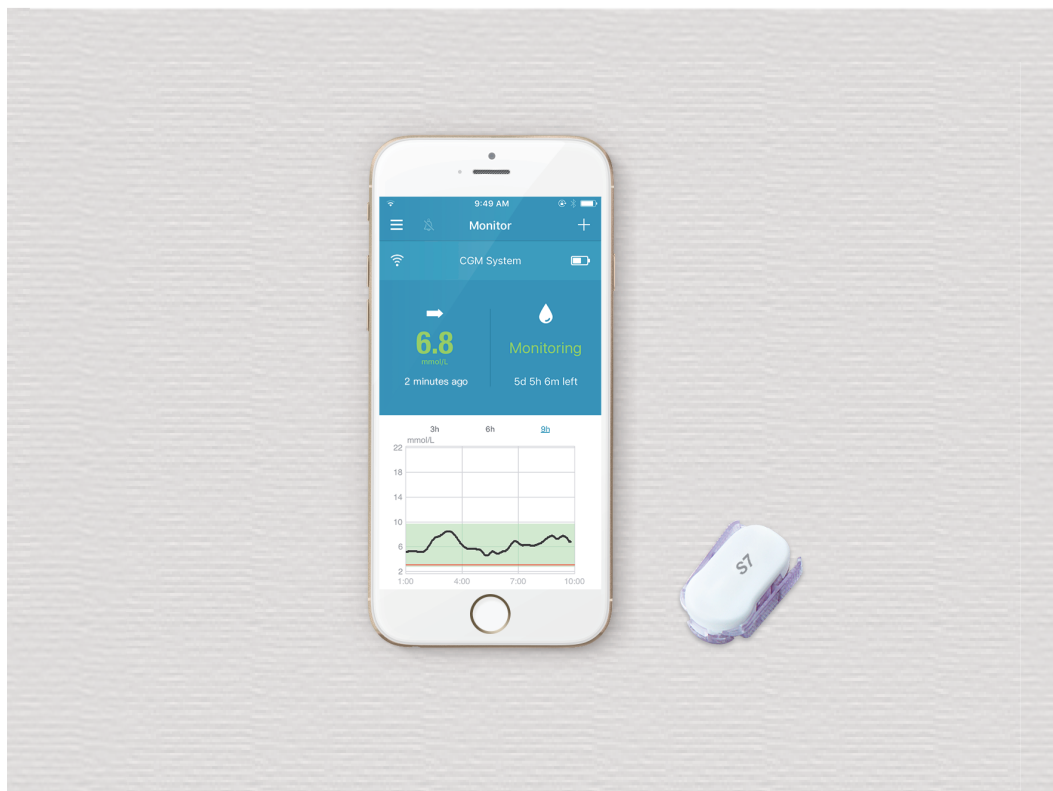 9:49 AM
Monitor
CGM System
6.8
mmol/L
Monitoring
2 minutes ago
5d 5h 6m left
3h 6h 9h
mmol/L
22
18
14
10
6
2
1:00 4:00 7:00 10:00
S7